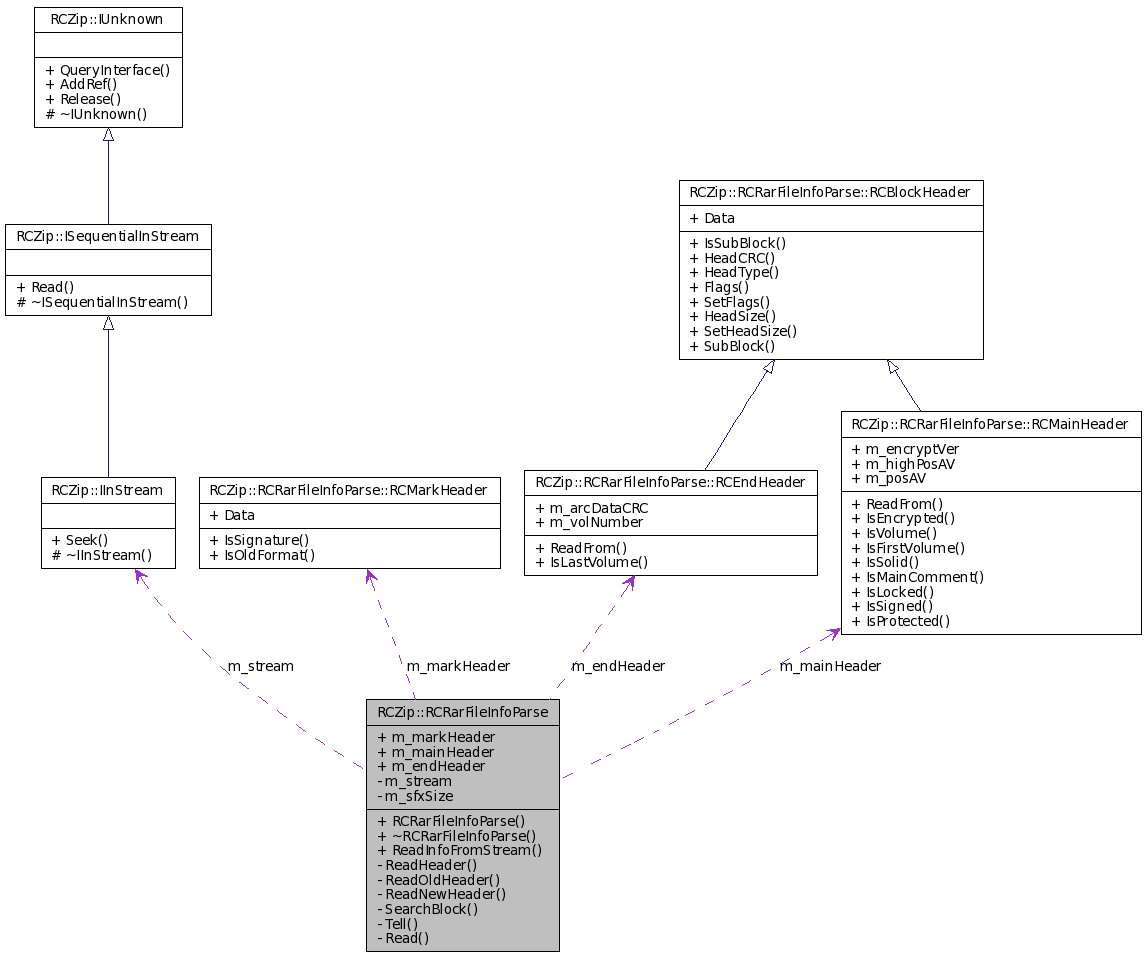 RCZip::IUnknown
+ QueryInterface()
+ AddRef()
+ Release()
# ~IUnknown()
RCZip::ISequentialInStream
+ Read()
# ~ISequentialInStream()
RCZip::IInStream
+ Seek()
# ~IInStream()
RCZip::RCRarFileInfoParse::RCMarkHeader
+ Data
+ IsSignature()
+ IsOldFormat()
RCZip::RCRarFileInfoParse::RCBlockHeader
+ Data
+ IsSubBlock()
+ HeadCRC()
+ HeadType()
+ Flags()
+ SetFlags()
+ HeadSize()
+ SetHeadSize()
+ SubBlock()
RCZip::RCRarFileInfoParse::RCEndHeader
+ m_arcDataCRC
+ m_volNumber
+ ReadFrom()
+ IsLastVolume()
RCZip::RCRarFileInfoParse::RCMainHeader
+ m_encryptVer
+ m_highPosAV
+ m_posAV
+ ReadFrom()
+ IsEncrypted()
+ IsVolume()
+ IsFirstVolume()
+ IsSolid()
+ IsMainComment()
+ IsLocked()
+ IsSigned()
+ IsProtected()
m_stream
m_markHeader
m_endHeader
m_mainHeader
RCZip::RCRarFileInfoParse
+ m_markHeader
+ m_mainHeader
+ m_endHeader
- m_stream
- m_sfxSize
+ RCRarFileInfoParse()
+ ~RCRarFileInfoParse()
+ ReadInfoFromStream()
- ReadHeader()
- ReadOldHeader()
- ReadNewHeader()
- SearchBlock()
- Tell()
- Read()